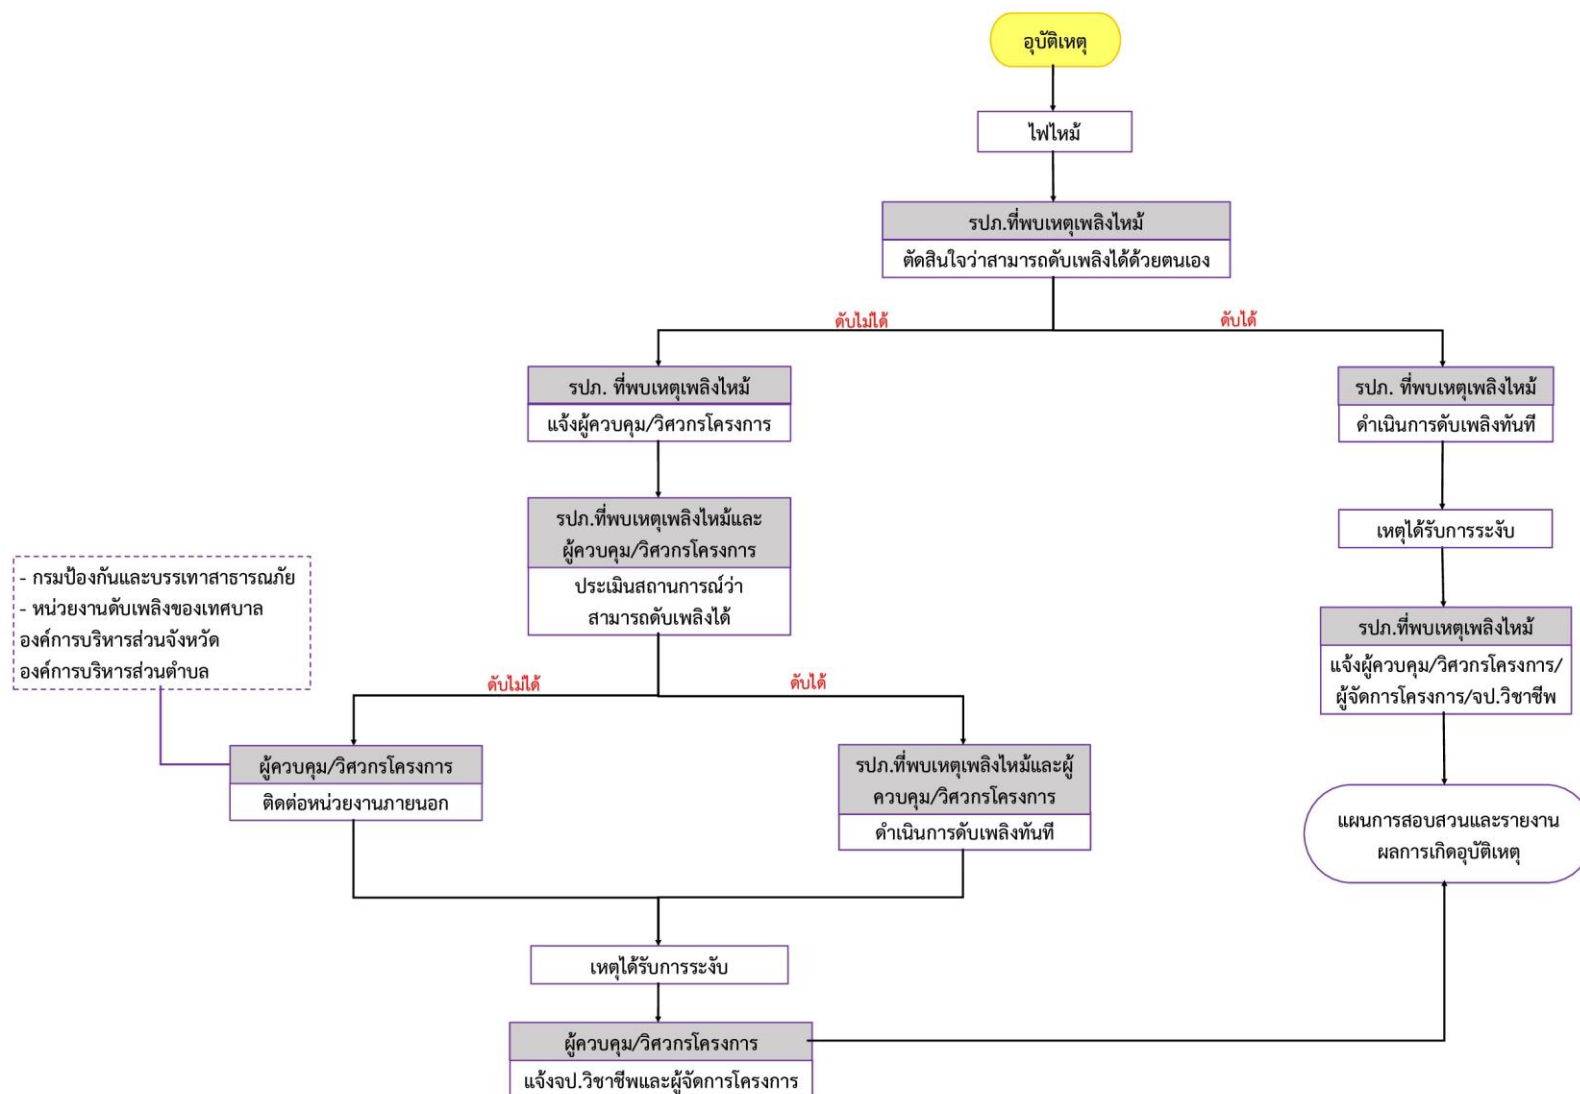 อุบัติเหตุ
ไฟไหม้
รปภ.ที่พบเหตุเพลิงไหม้
ตัดสินใจว่าสามารถดับเพลิงได้ด้วยตนเอง
ดับไม่ได้
ดับได้
รปภ. ที่พบเหตุเพลิงไหม้
แจ้งผู้ควบคุม/วิศวกรโครงการ
รปภ. ที่พบเหตุเพลิงไหม้
ดำเนินการดับเพลิงทันที
รปภ.ที่พบเหตุเพลิงไหม้และ
ผู้ควบคุม/วิศวกรโครงการ
ประเมินสถานการณ์ว่า
สามารถดับเพลิงได้
เหตุได้รับการระงับ
- กรมป้องกันและบรรเทาสาธารณภัย
- หน่วยงานดับเพลิงของเทศบาล
องค์การบริหารส่วนจังหวัด
องค์การบริหารส่วนตำบล
รปภ.ที่พบเหตุเพลิงไหม้
แจ้งผู้ควบคุม/วิศวกรโครงการ/
ผู้จัดการโครงการ/จป.วิชาชีพ
ดับไม่ได้
ดับได้
ผู้ควบคุม/วิศวกรโครงการ
ติดต่อหน่วยงานภายนอก
รปภ.ที่พบเหตุเพลิงไหม้และผู้
ควบคุม/วิศวกรโครงการ
ดำเนินการดับเพลิงทันที
แผนการสอบสวนและรายงาน
ผลการเกิดอุบัติเหตุ
เหตุได้รับการระงับ
ผู้ควบคุม/วิศวกรโครงการ
แจ้งจป.วิชาชีพและผู้จัดการโครงการ